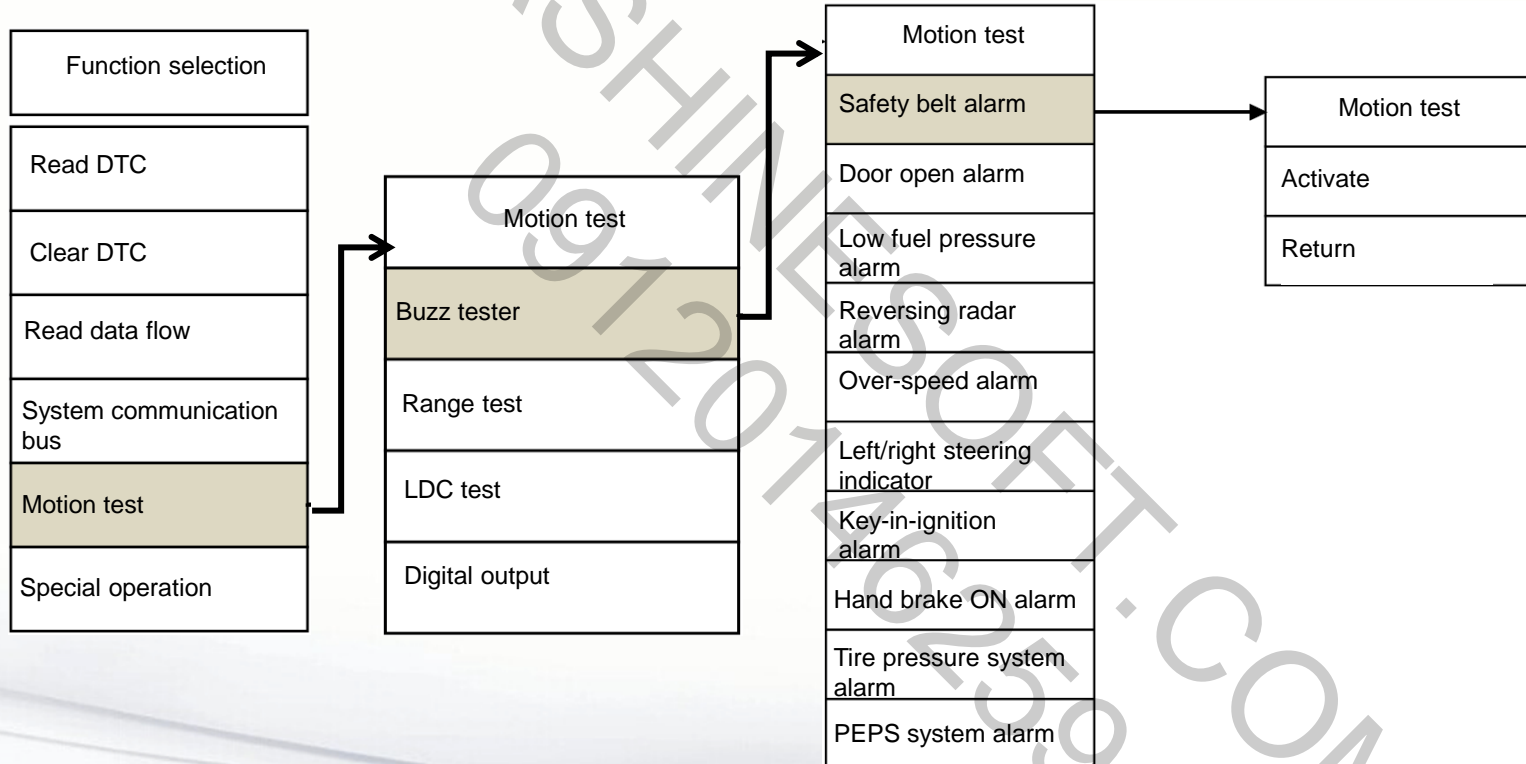 Function selection
Read DTC
Clear DTC
Read data flow
System communication
bus
Motion test
Special operation
Motion test
Buzz tester
Range test
LDC test
Digital output
Motion test
Safety belt alarm
Door open alarm
Low fuel pressure
alarm
Reversing radar
alarm
Over-speed alarm
Left/right steering
indicator
Key-in-ignition
alarm
Hand brake ON alarm
Tire pressure system
alarm
PEPS system alarm
Motion test
Activate
Return
SHINESOFT.COM
09120146259